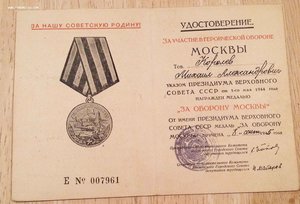 ЗА НАШУ СОВЕТСКУЮ РОДИНУ!
Е № 007961
УДОСТОВЕРЕНИЕ
ЗА УЧАСТИЕ В ГЕРОИЧЕСКОЙ ОБОРОНЕ
МОСКВЫ
Тов. Королев
Михаил Александрович
УКАЗОМ ПРЕЗИДИУМА ВЕРХОВНОГО
СОВЕТА СССР от 1-го мая 1944 года
НАГРАЖДЕН МЕДАЛЬЮ
„ЗА ОБОРОНУ МОСКВЫ"
ОТ ИМЕНИ ПРЕЗИДИУМА ВЕРХОВНОГО
СОВЕТА СССР МЕДАЛЬ „ЗА ОБОРОНУ
МОСКВЫ" ВРУЧЕНА